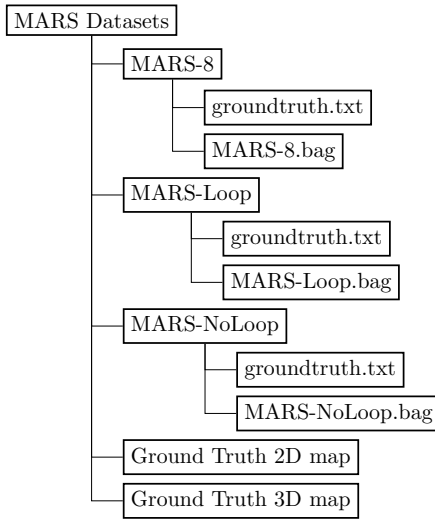 MARS Datasets
MARS-8
groundtruth.txt
MARS-8.bag
MARS-Loop
groundtruth.txt
MARS-Loop.bag
MARS-NoLoop
groundtruth.txt
MARS-NoLoop.bag
Ground Truth 2D map
Ground Truth 3D map